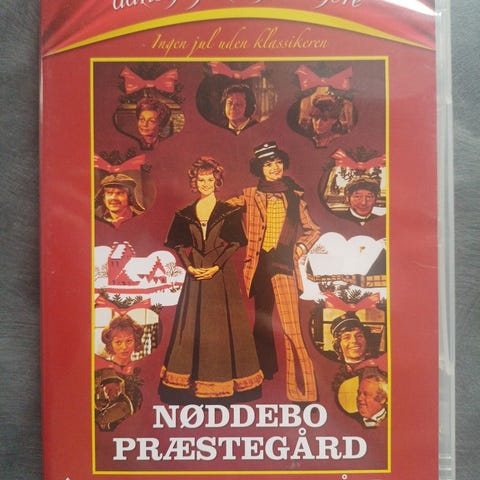 Ingen jul uden klassikeren
NØDDEBO
PRÆSTEGÅRD